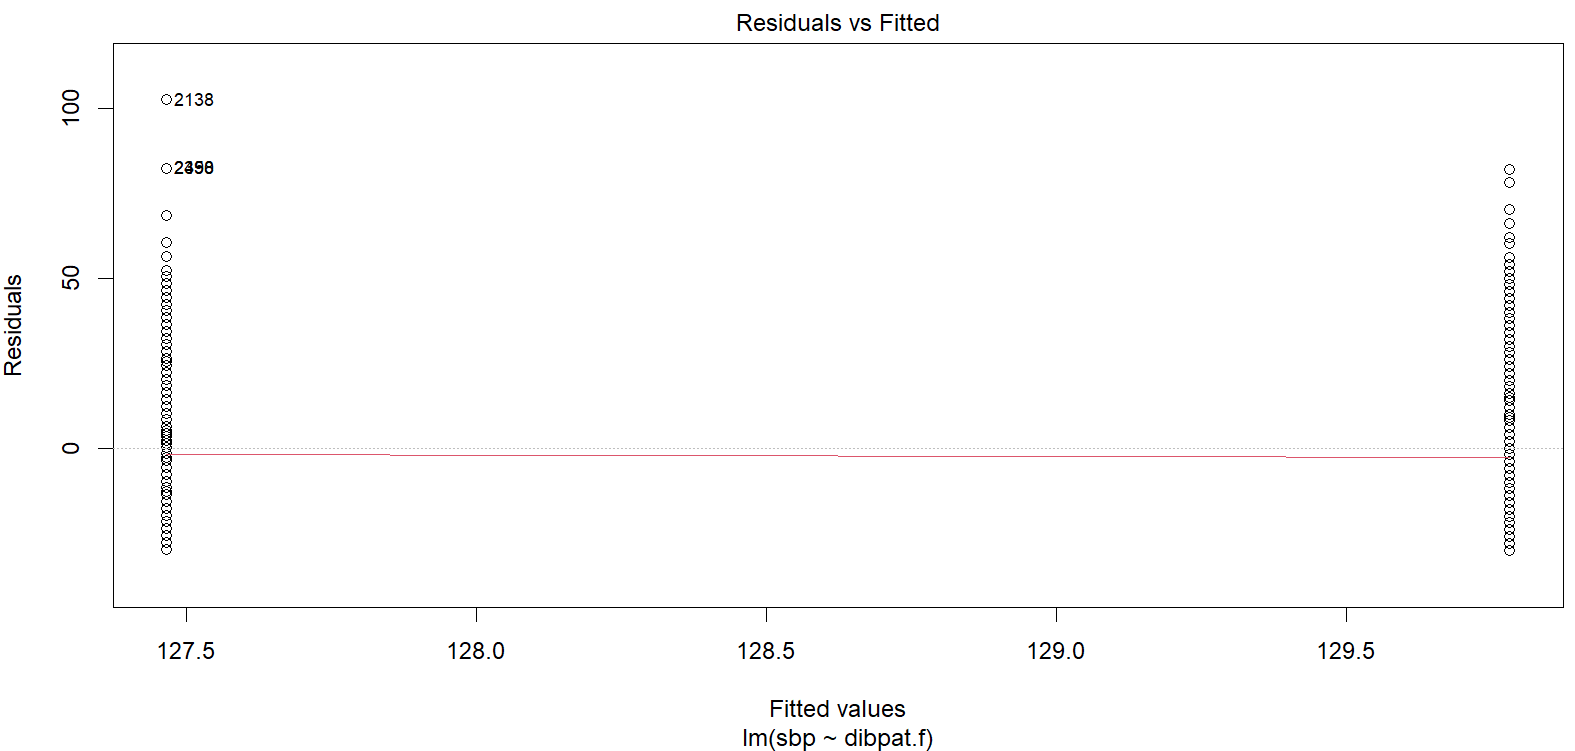 Residuals vs Fitted
2138
100
50
0
Residuals
127.5 128.0 128.5 129.0 129.5
Fitted values
lm(sbp ~ dibpat.f)